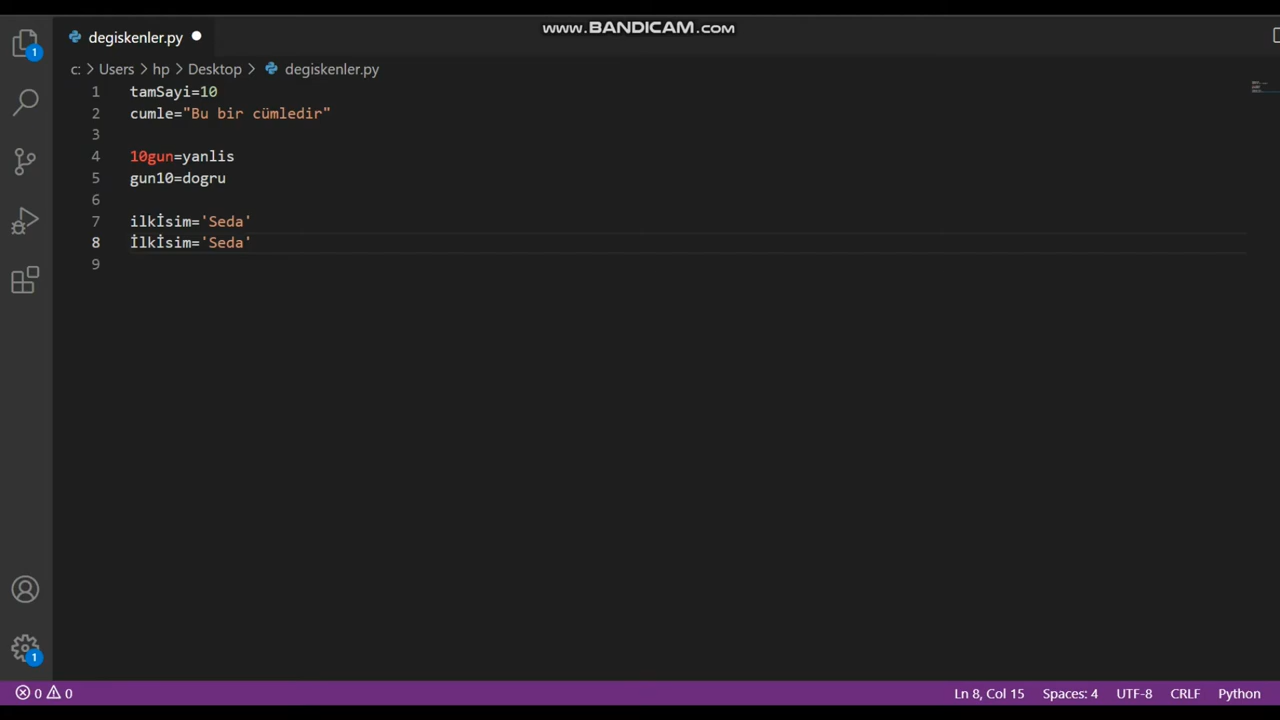 www.BANDICAM.com
degiskenler.py
1
c: > Users > hp > Desktop > degiskenler.py
1 tamSayi=10
2 cumle="Bu bir cümledir"
3
4 10gun=yanlis
5 gun10=dogru
6
7 ilkİsim='Seda'
8 İlkİsim='Seda'
9
1
0 0 Ln 8, Col 15 Spaces: 4 UTF-8 CRLF Python